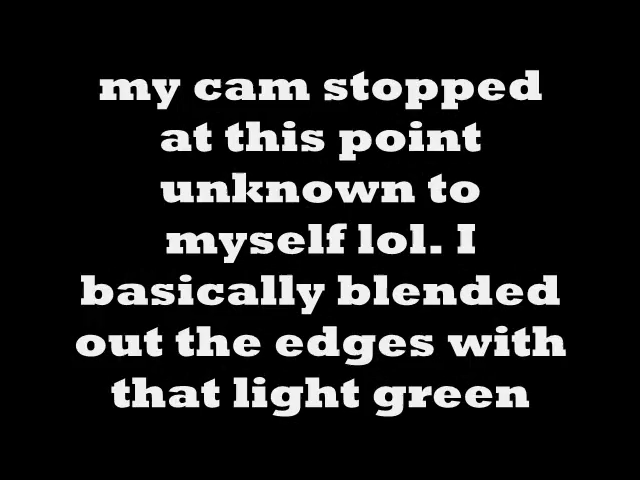 my cam stopped
at this point
unknown to
myself lol. I
basically blended
out the edges with
that light green